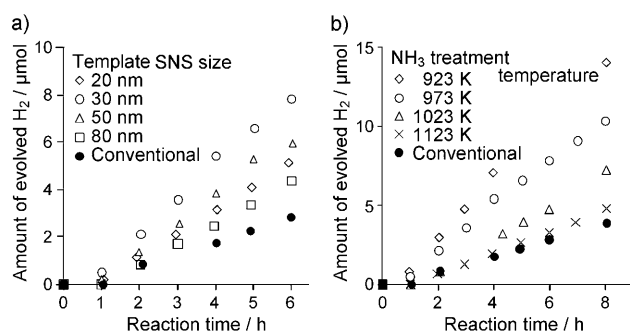 a)
Amount of evolved H2 / μmol
10
8
6
4
2
0
Template SNS size
20 nm
30 nm
50 nm
80 nm
Conventional
0 1 2 3 4 5 6
Reaction time / h
b)
Amount of evolved H2 / μmol
15
10
5
0
NH3 treatment
temperature
923 K
973 K
1023 K
1123 K
Conventional
0 2 4 6 8
Reaction time / h